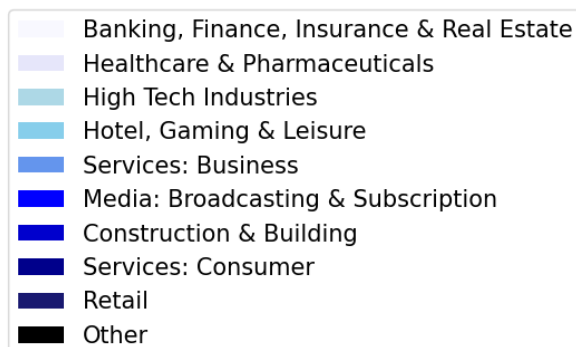 Banking, Finance, Insurance & Real Estate
Healthcare & Pharmaceuticals
High Tech Industries
Hotel, Gaming & Leisure
Services: Business
Media: Broadcasting & Subscription
Construction & Building
Services: Consumer
Retail
Other